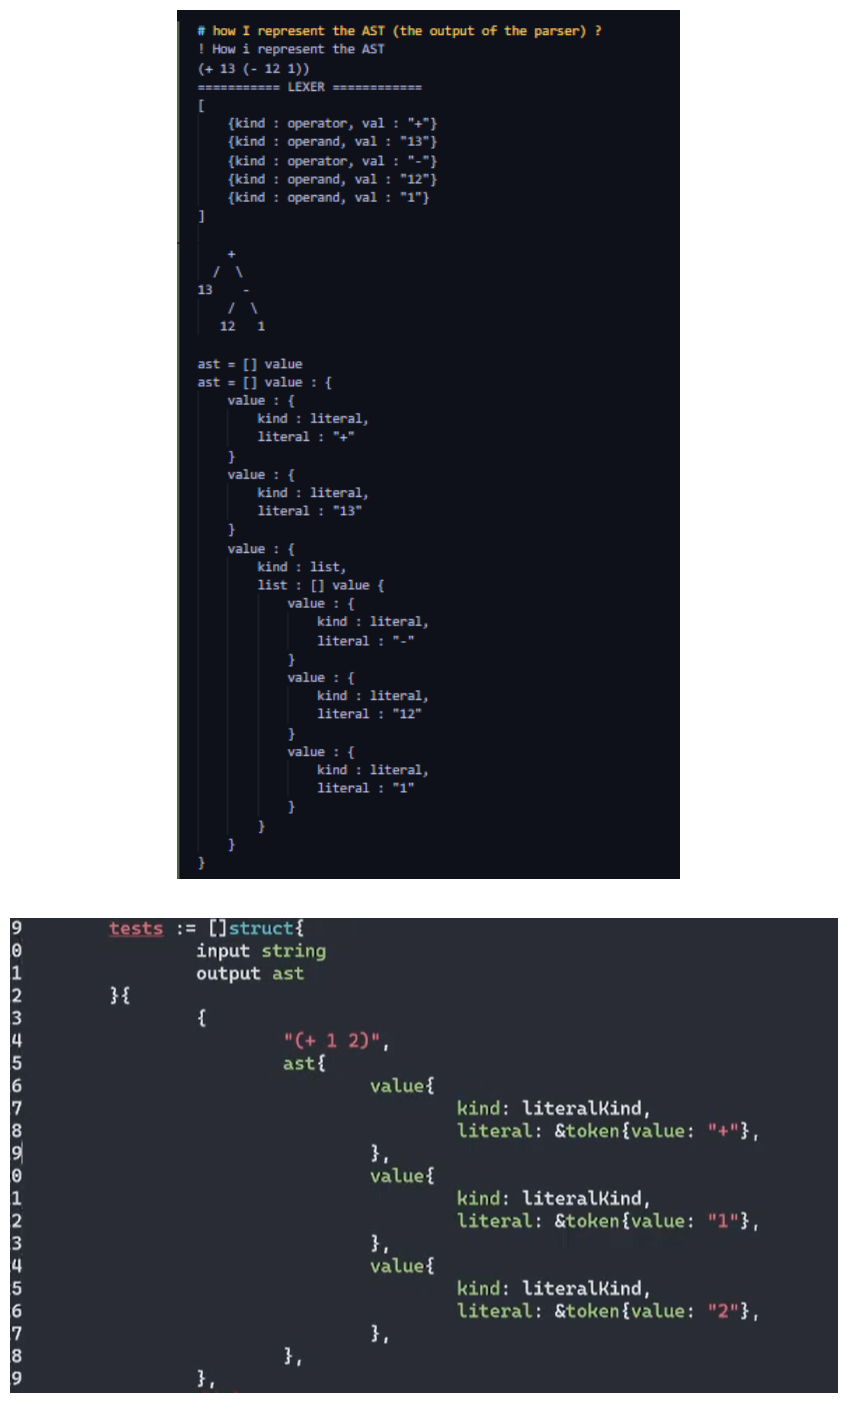 # how I represent the AST (the output of the parser) ?
! How i represent the AST
(+ 13 (- 12 1))
=========== LEXER ============
[
    {kind : operator, val : "+"}
    {kind : operand, val : "13"}
    {kind : operator, val : "-"}
    {kind : operand, val : "12"}
    {kind : operand, val : "1"}
]
    +
  /  \
13    -
    /  \
   12   1
ast = [] value
ast = [] value : {
    value : {
        kind : literal,
        literal : "+"
    }
    value : {
        kind : literal,
        literal : "13"
    }
    value : {
        kind : list,
        list : [] value {
            value : {
                kind : literal,
                literal : "-"
            }
            value : {
                kind : literal,
                literal : "12"
            }
            value : {
                kind : literal,
                literal : "1"
            }
        }
    }
}
9        tests := []struct{
0                input string
1                output ast
2        }{
3                {
4                        "(+ 1 2)",
5                        ast{
6                                value{
7                                        kind: literalKind,
8                                        literal: &token{value: "+"},
9                                },
0                                value{
1                                        kind: literalKind,
2                                        literal: &token{value: "1"},
3                                },
4                                value{
5                                        kind: literalKind,
6                                        literal: &token{value: "2"},
7                                },
8                        },
9                },